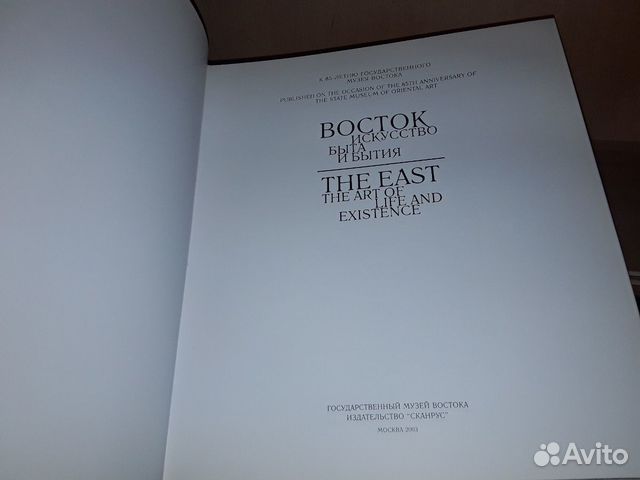 К 85-ЛЕТИЮ ГОСУДАРСТВЕННОГО
МУЗЕЯ ВОСТОКА
PUBLISHED ON THE OCCASION OF THE 85TH ANNIVERSARY OF
THE STATE MUSEUM OF ORIENTAL ART
ВОСТОК
ИСКУССТВО
БЫТА
И БЫТИЯ
THE EAST
THE ART OF
LIFE AND
EXISTENCE
ГОСУДАРСТВЕННЫЙ МУЗЕЙ ВОСТОКА
ИЗДАТЕЛЬСТВО "СКАНРУС"
МОСКВА 2003
Avito